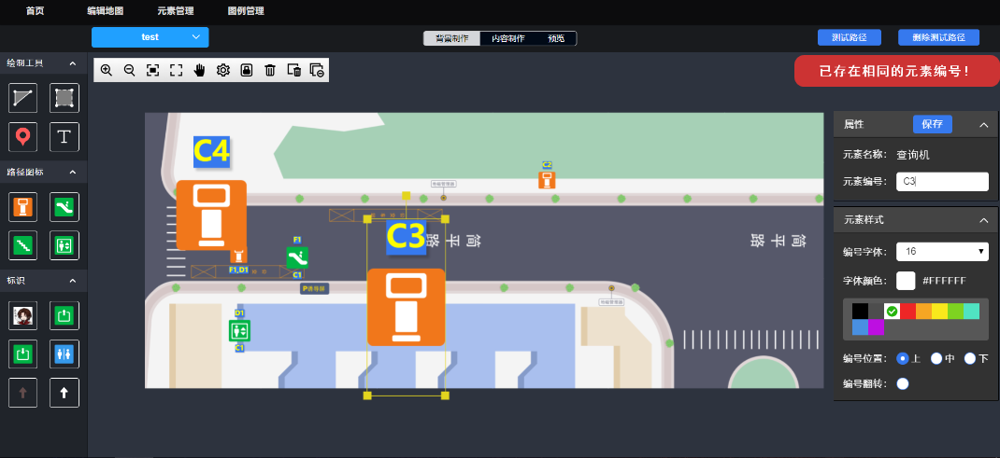 首页 编辑地图 元素管理 图例管理
test 背景制作 内容制作 预览 测试路径 删除测试路径
绘制工具
已存在相同的元素编号！
属性 保存
元素名称： 查询机
元素编号： C3
路径图标
标识
元素样式
编号字体： 16
字体颜色： #FFFFFF
编号位置： 上 中 下
编号翻转：
T
C4
C2
C3
简平路
简平路
F1
F1,D1
C1
D1
C1